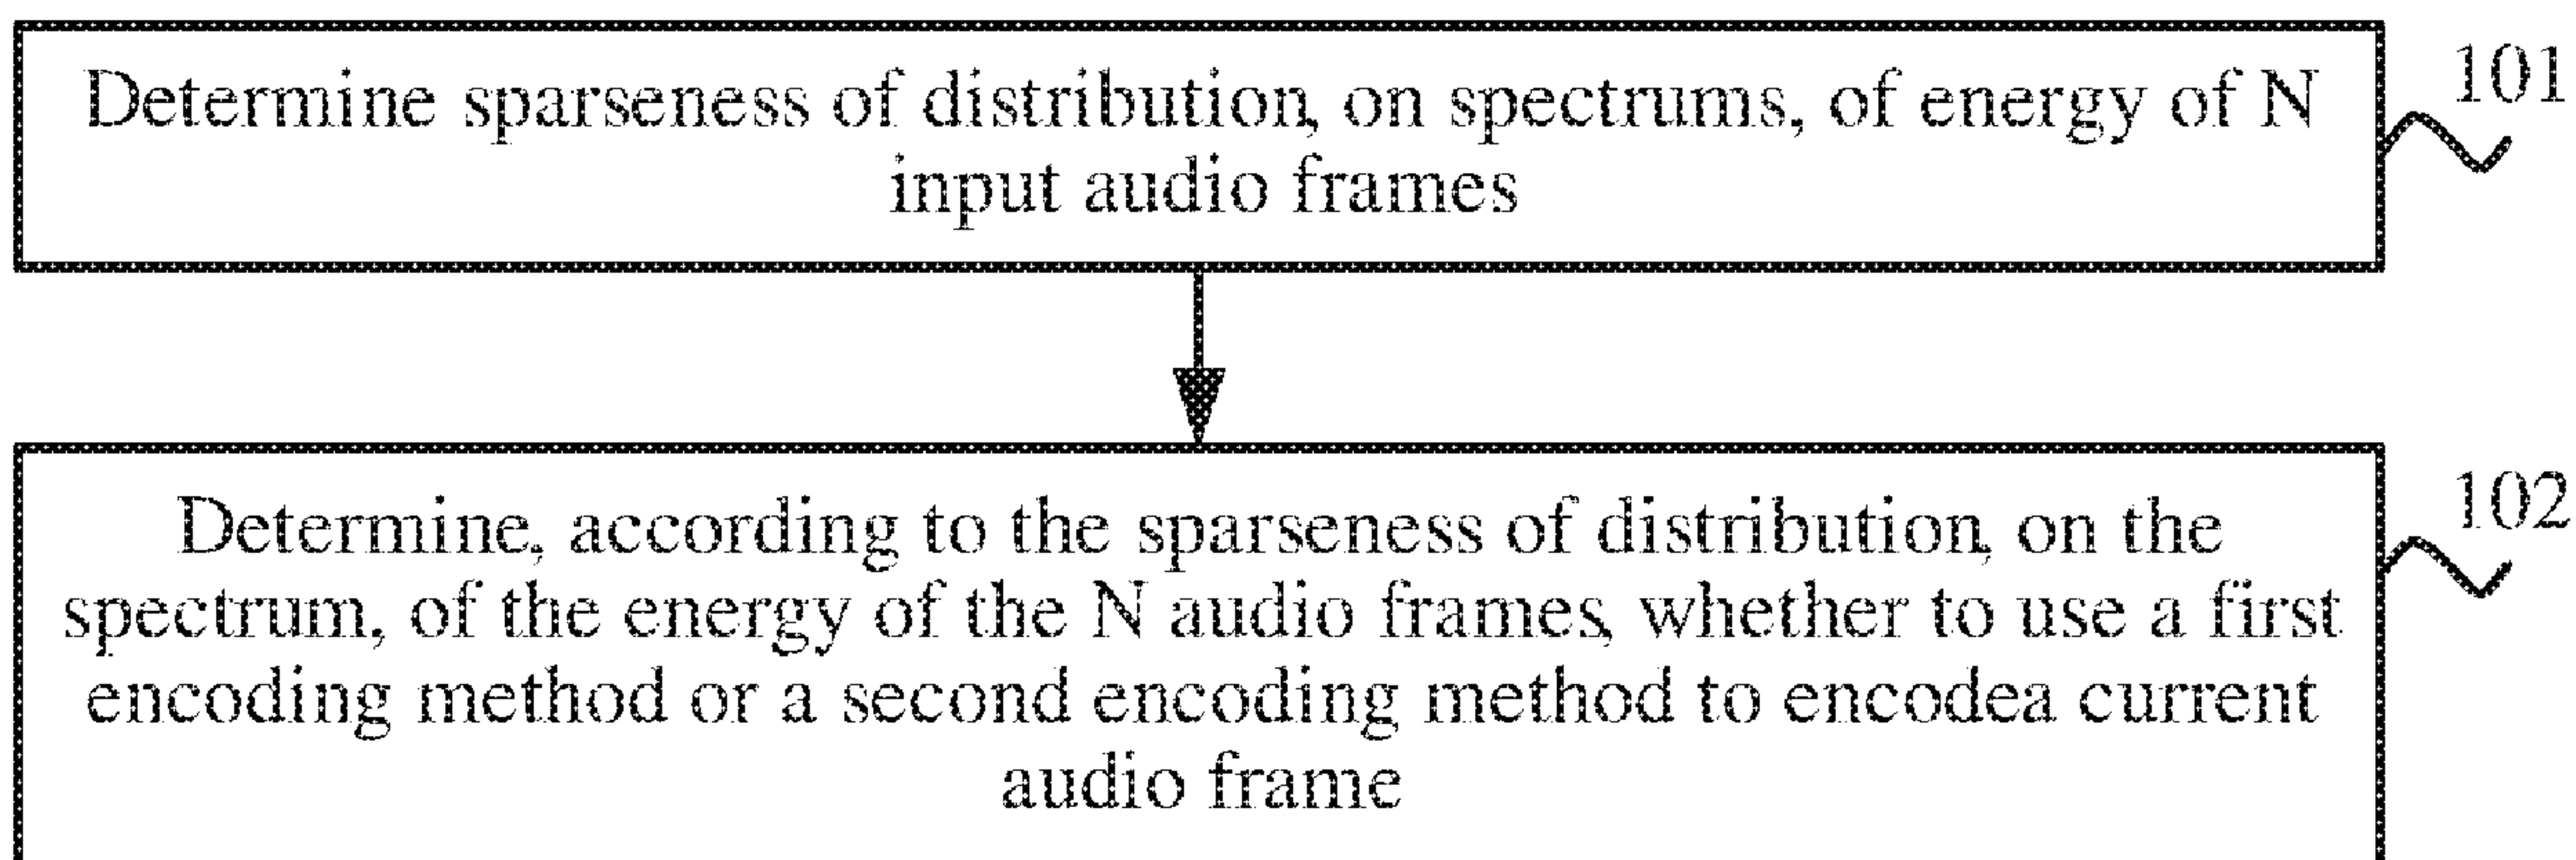 Determine sparseness of distribution, on spectrums, of energy of N
input audio frames
101
Determine, according to the sparseness of distribution, on the
spectrum, of the energy of the N audio frames, whether to use a first
encoding method or a second encoding method to encodea current
audio frame
102